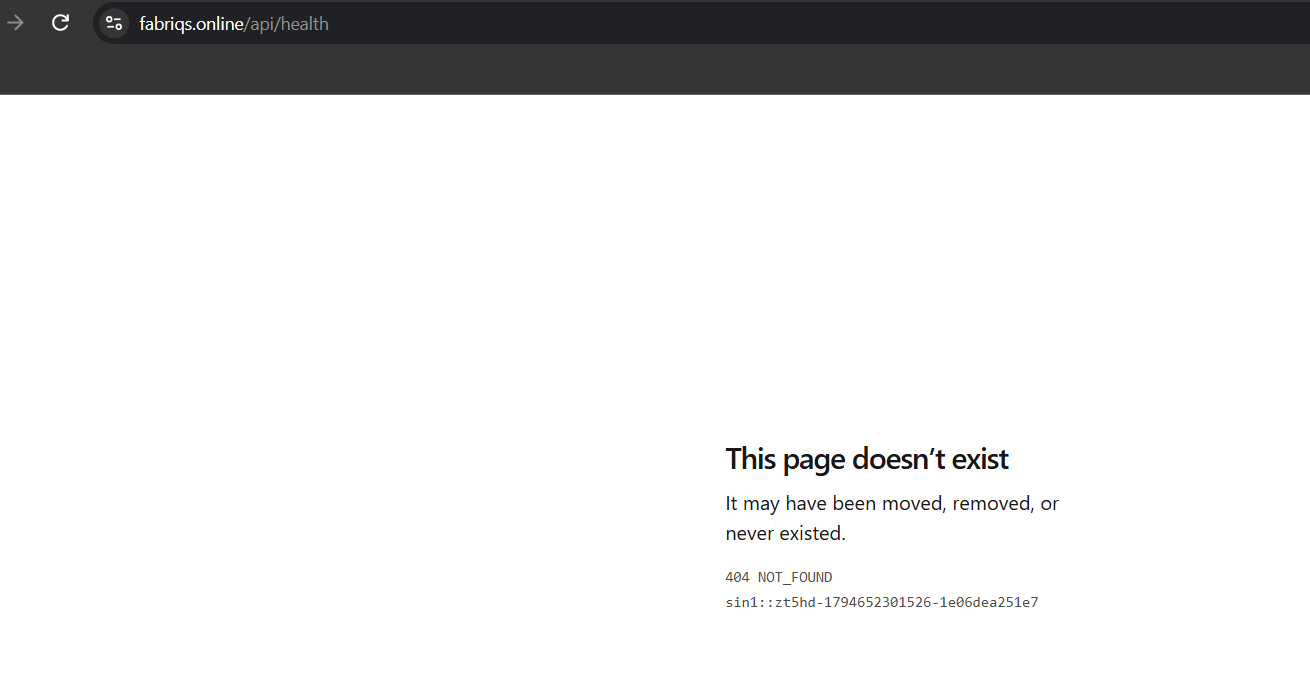 fabriqs.online/api/health
This page doesn’t exist
It may have been moved, removed, or
never existed.
404 NOT_FOUND
sin1::zt5hd-1794652301526-1e06dea251e7